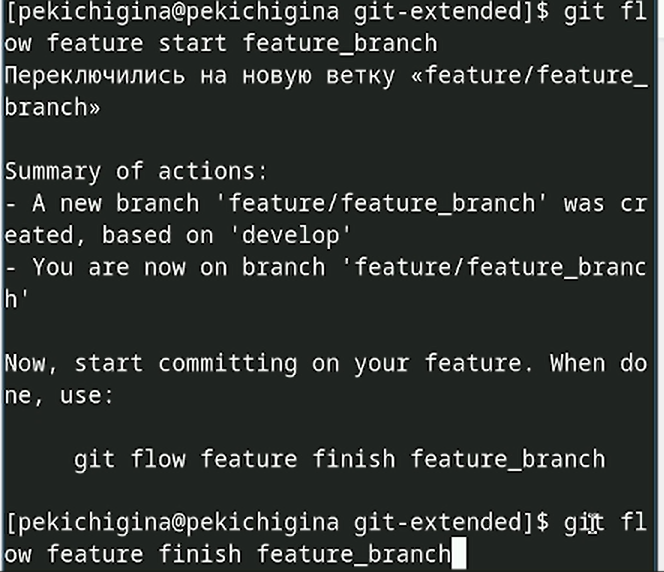 [pekichigina@pekichigina git-extended]$ git fl
ow feature start feature_branch
Переключились на новую ветку «feature/feature_
branch»
Summary of actions:
- A new branch 'feature/feature_branch' was cr
eated, based on 'develop'
- You are now on branch 'feature/feature_branc
h'
Now, start committing on your feature. When do
ne, use:
git flow feature finish feature_branch
[pekichigina@pekichigina git-extended]$ git fl
ow feature finish feature_branch